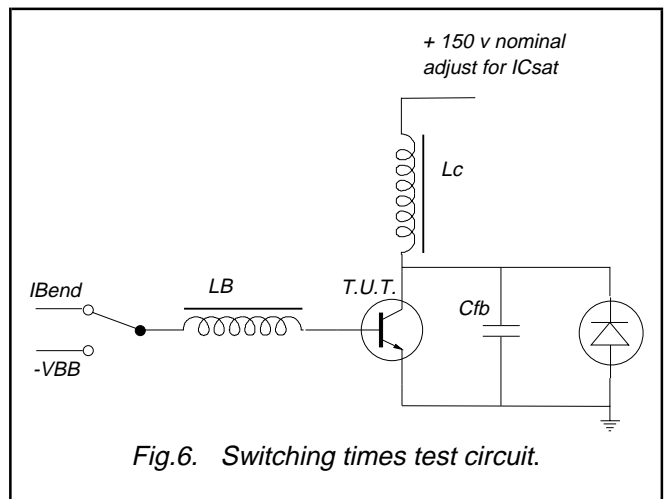 + 150 v nominal
adjust for ICsat
Lc
IBend
LB
T.U.T.
Cfb
-VBB
Fig.6. Switching times test circuit.